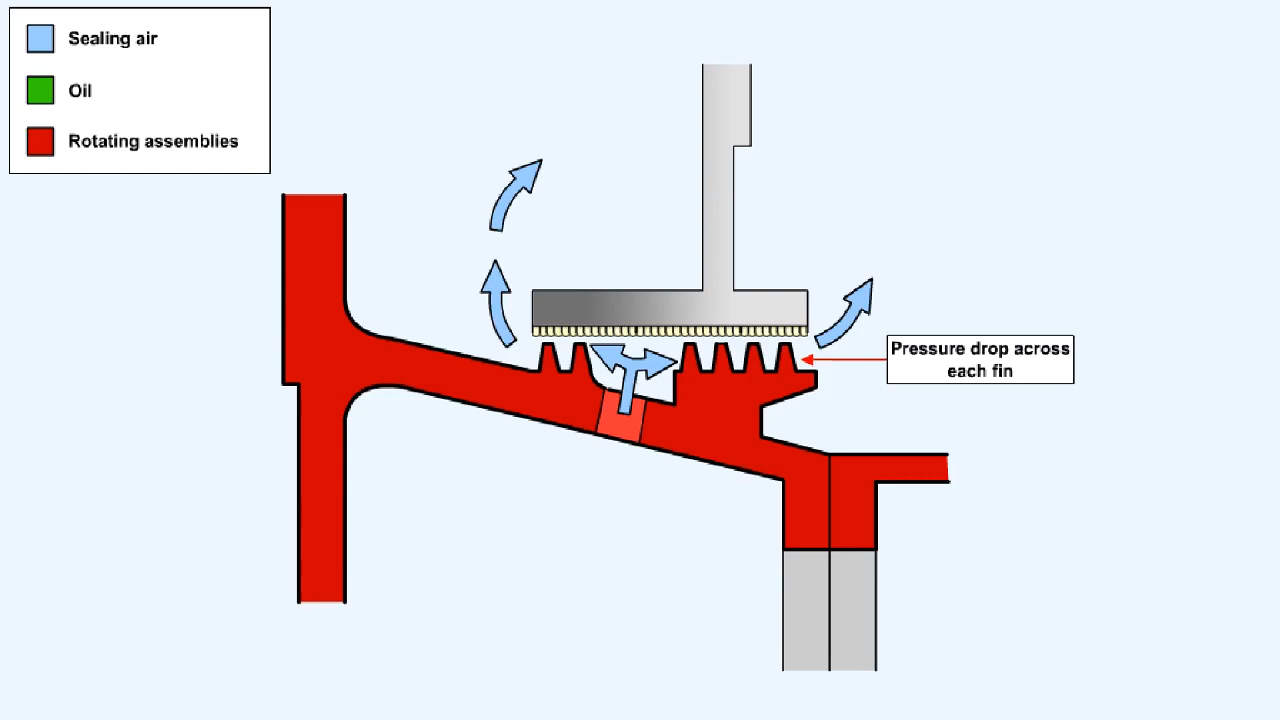 Sealing air
Oil
Rotating assemblies
Pressure drop across
each fin